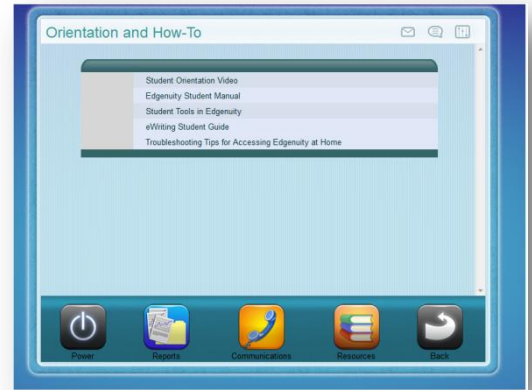 Orientation and How-To
Student Orientation Video
Edgenuity Student Manual
Student Tools in Edgenuity
eWriting Student Guide
Troubleshooting Tips for Accessing Edgenuity at Home
Power Reports Communications Resources Back